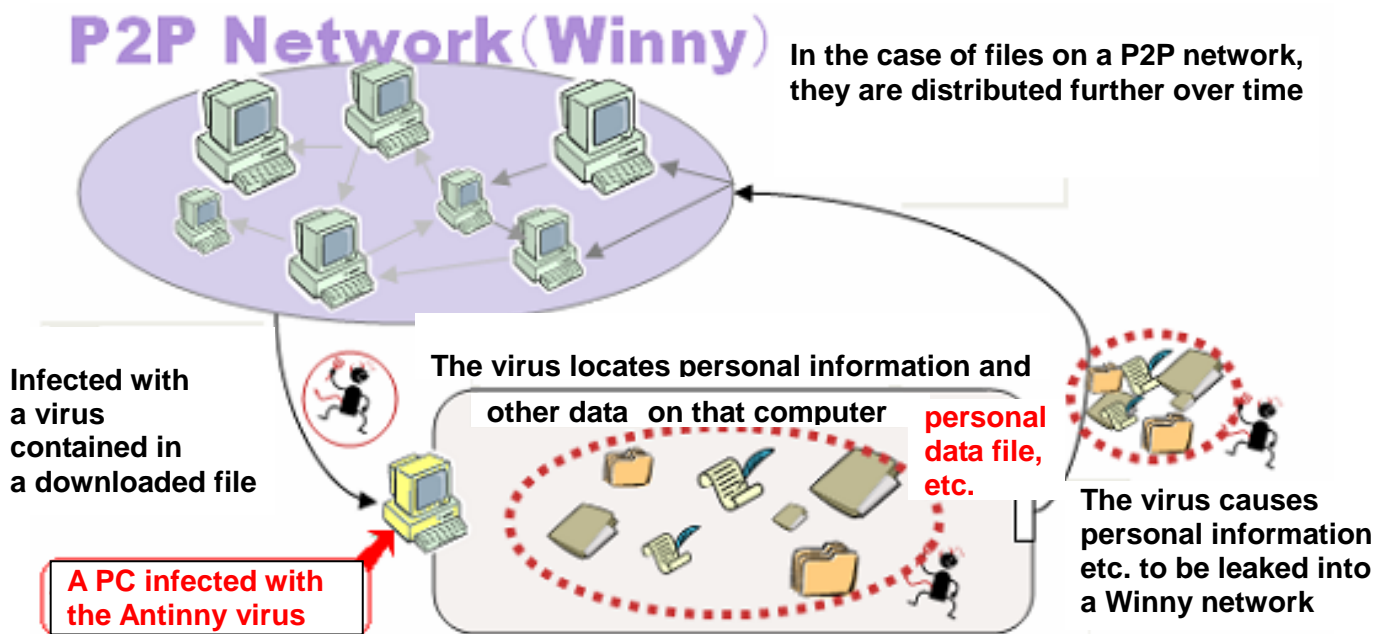 P2P Network(Winny)
In the case of files on a P2P network,
they are distributed further over time
Infected with
a virus
contained in
a downloaded file
The virus locates personal information and
other data on that computer
personal
data file,
etc.
A PC infected with
the Antinny virus
The virus causes
personal information
etc. to be leaked into
a Winny network